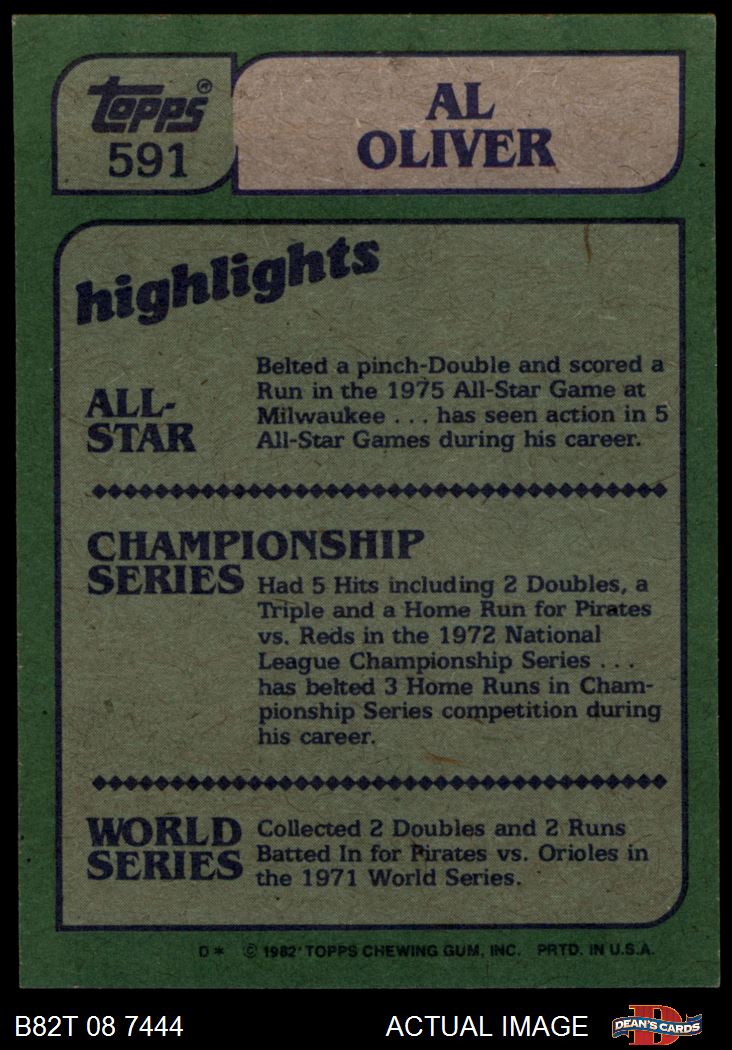 topps®
591
AL
OLIVER
highlights
ALL-
STAR
Belted a pinch-Double and scored a
Run in the 1975 All-Star Game at
Milwaukee . . . has seen action in 5
All-Star Games during his career.
CHAMPIONSHIP
SERIES
Had 5 Hits including 2 Doubles, a
Triple and a Home Run for Pirates
vs. Reds in the 1972 National
League Championship Series . . .
has belted 3 Home Runs in Cham-
pionship Series competition during
his career.
WORLD
SERIES
Collected 2 Doubles and 2 Runs
Batted In for Pirates vs. Orioles in
the 1971 World Series.
D* © 1982 TOPPS CHEWING GUM, INC. PRTD. IN U.S.A.
B82T 08 7444
ACTUAL IMAGE
D
DEAN'S CARDS